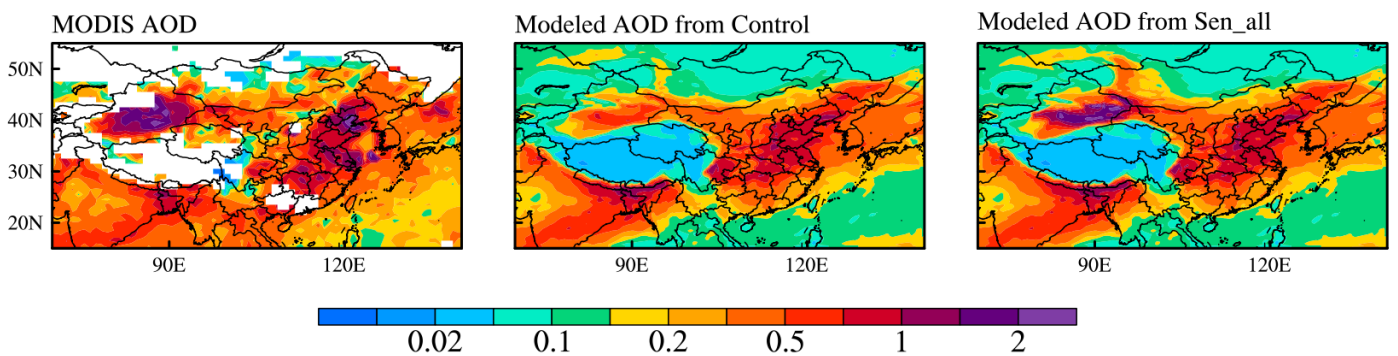 MODIS AOD
Modeled AOD from Control
Modeled AOD from Sen_all
50N
40N
30N
20N
90E 120E
90E 120E
90E 120E
0.02 0.1 0.2 0.5 1 2